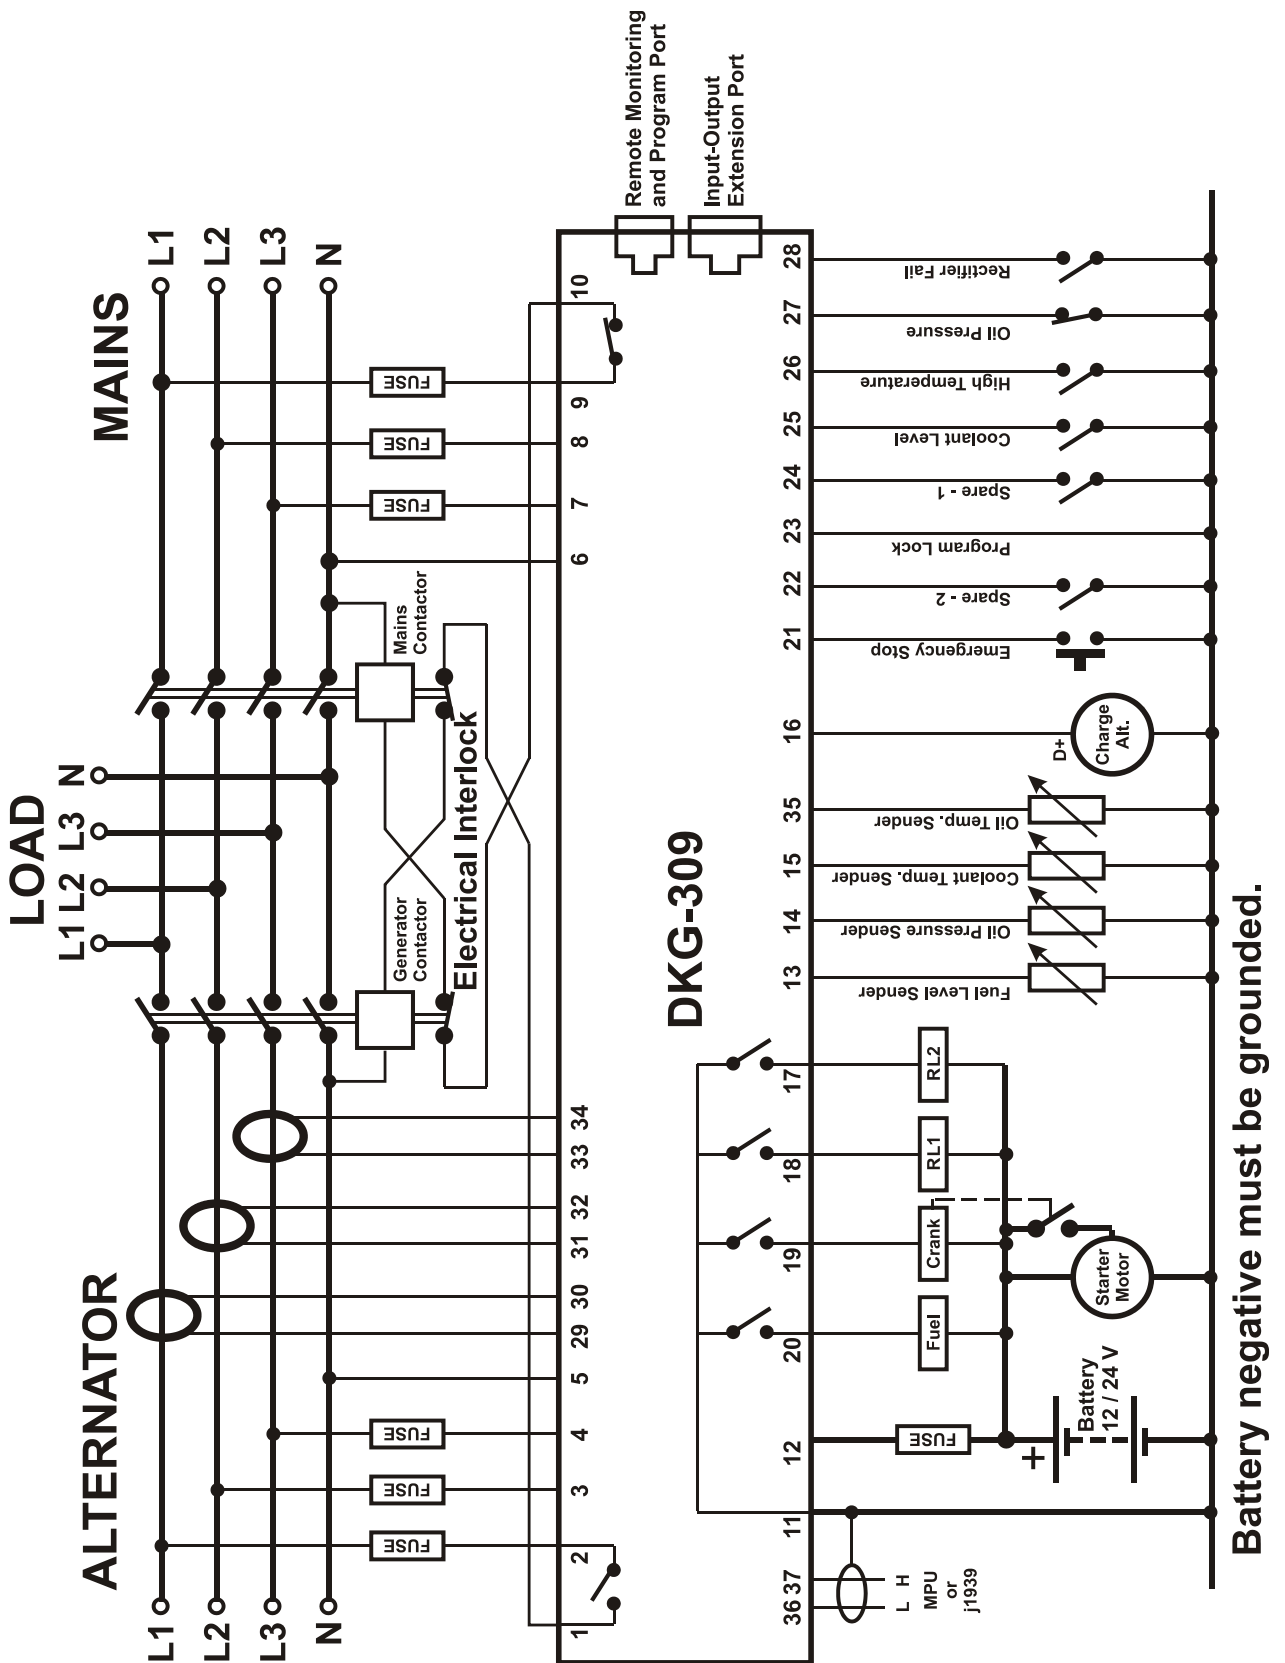 ALTERNATOR
LOAD
MAINS
L1
L2
L3
N
L1
L2
L3
N
L1
L2
L3
N
FUSE
FUSE
FUSE
FUSE
FUSE
FUSE
Generator
Contactor
Mains
Contactor
Electrical Interlock
1
2
3
4
5
29
30
31
32
33
34
6
7
8
9
10
Remote Monitoring
and Program Port
Input-Output
Extension Port
DKG-309
36
37
11
12
20
19
18
17
13
14
15
35
16
21
22
23
24
25
26
27
28
L
H
MPU
or
j1939
FUSE
Fuel
Crank
RL1
RL2
Fuel Level Sender
Oil Pressure Sender
Coolant Temp. Sender
Oil Temp. Sender
D+
Charge
Alt.
Emergency Stop
Spare - 2
Program Lock
Spare - 1
Coolant Level
High Temperature
Oil Pressure
Rectifier Fail
+
Battery
12 / 24 V
Starter
Motor
Battery negative must be grounded.